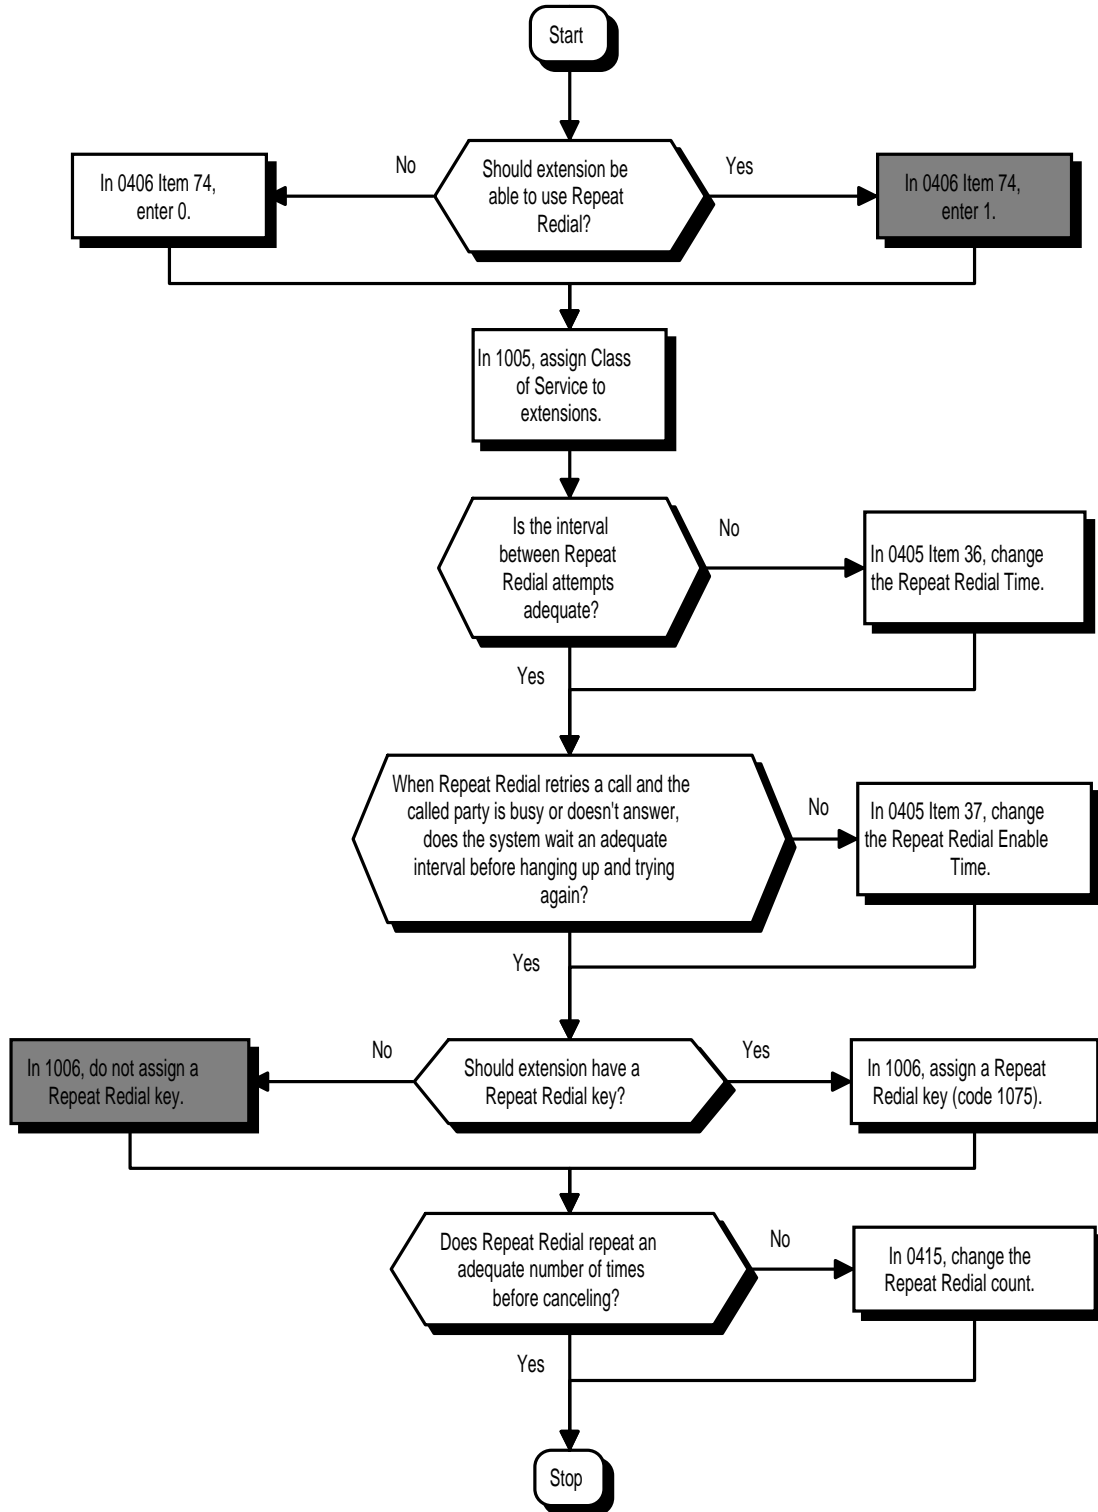 Start
No
Should extension be
able to use Repeat
Redial?
Yes
In 0406 Item 74,
enter 0.
In 0406 Item 74,
enter 1.
In 1005, assign Class
of Service to
extensions.
Is the interval
between Repeat
Redial attempts
adequate?
No
In 0405 Item 36, change
the Repeat Redial Time.
Yes
When Repeat Redial retries a call and the
called party is busy or doesn't answer,
does the system wait an adequate
interval before hanging up and trying
again?
No
In 0405 Item 37, change
the Repeat Redial Enable
Time.
Yes
In 1006, do not assign a
Repeat Redial key.
No
Should extension have a
Repeat Redial key?
Yes
In 1006, assign a Repeat
Redial key (code 1075).
Does Repeat Redial repeat an
adequate number of times
before canceling?
No
In 0415, change the
Repeat Redial count.
Yes
Stop